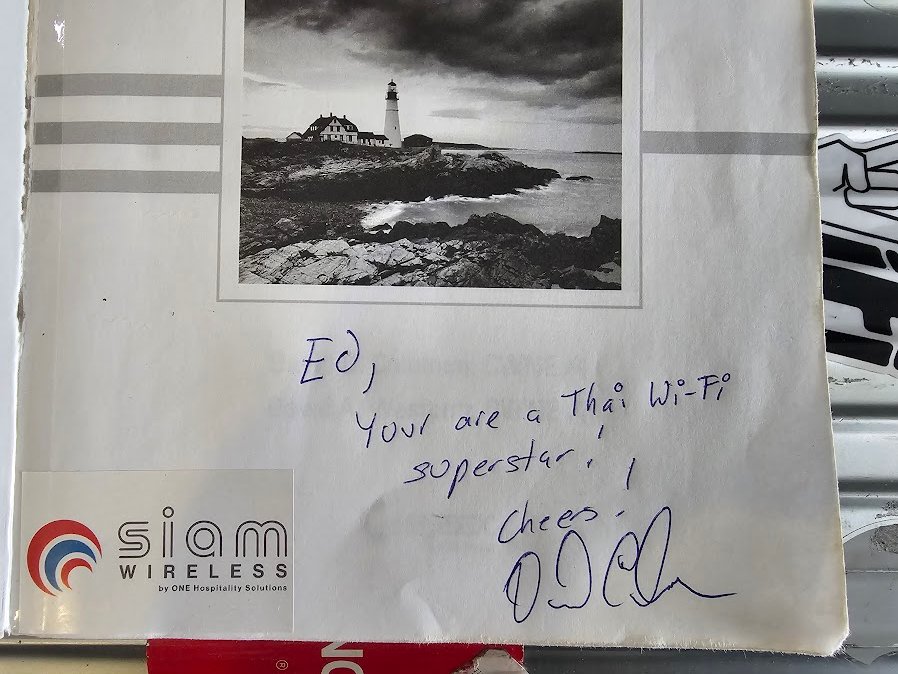 Ed,
Your are a Thai Wi-Fi
superstar!
Cheers!
siam
WIRELESS
by ONE Hospitality Solutions
®